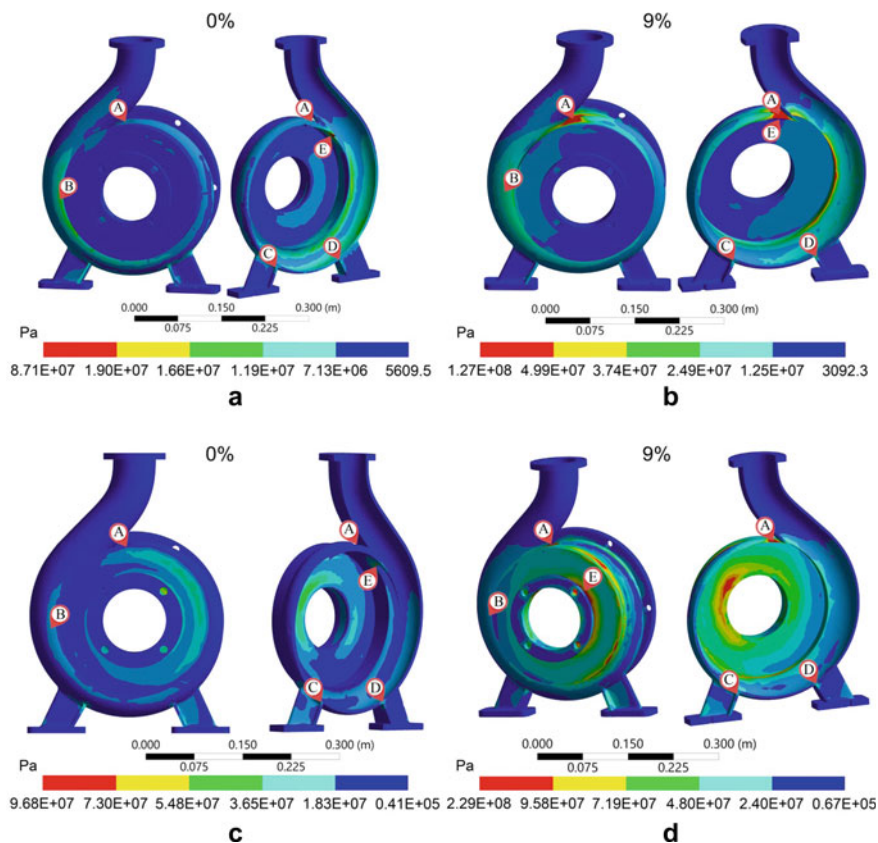 0%
9%
A
A
A
A
E
E
B
B
C
D
C
D
0.000 0.150 0.300 (m)
0.075 0.225
0.000 0.150 0.300 (m)
0.075 0.225
Pa
8.71E+07 1.90E+07 1.66E+07 1.19E+07 7.13E+06 5609.5
Pa
1.27E+08 4.99E+07 3.74E+07 2.49E+07 1.25E+07 3092.3
a
b
0%
9%
A
A
A
A
E
E
B
B
C
D
C
D
0.000 0.150 0.300 (m)
0.075 0.225
0.000 0.150 0.300 (m)
0.075 0.225
Pa
9.68E+07 7.30E+07 5.48E+07 3.65E+07 1.83E+07 0.41E+05
Pa
2.29E+08 9.58E+07 7.19E+07 4.80E+07 2.40E+07 0.67E+05
c
d